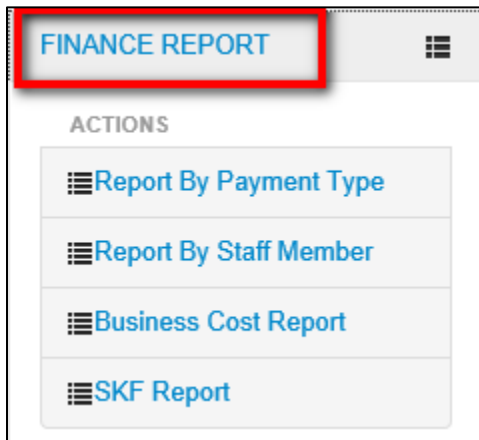 FINANCE REPORT
ACTIONS
Report By Payment Type
Report By Staff Member
Business Cost Report
SKF Report